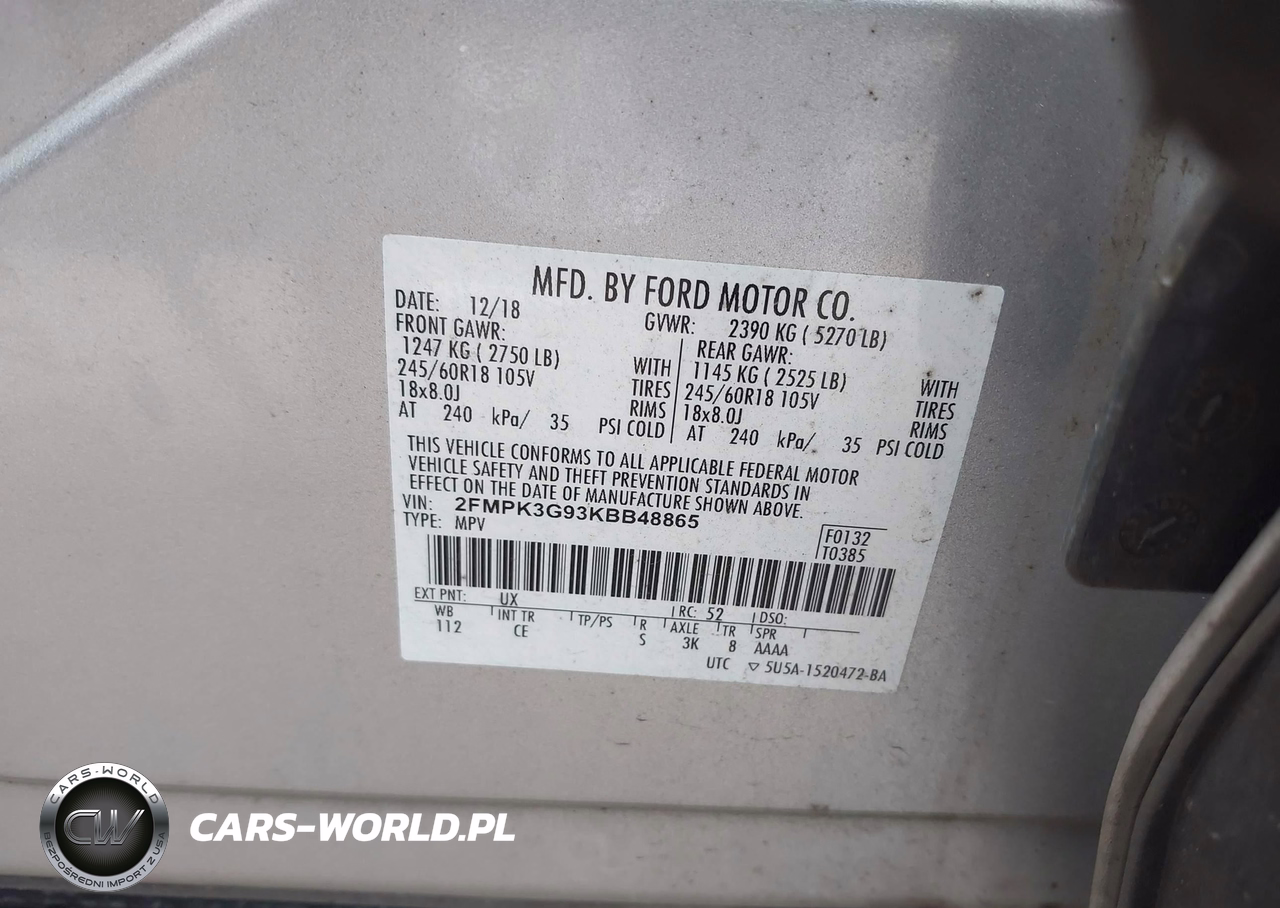 MFD. BY FORD MOTOR CO.
DATE: 12/18 GVWR: 2390 KG ( 5270 LB)
FRONT GAWR: REAR GAWR:
1247 KG ( 2750 LB) WITH 1145 KG ( 2525 LB) WITH
245/60R18 105V TIRES 245/60R18 105V TIRES
18x8.0J RIMS 18x8.0J RIMS
AT 240 kPa/ 35 PSI COLD AT 240 kPa/ 35 PSI COLD
THIS VEHICLE CONFORMS TO ALL APPLICABLE FEDERAL MOTOR
VEHICLE SAFETY AND THEFT PREVENTION STANDARDS IN
EFFECT ON THE DATE OF MANUFACTURE SHOWN ABOVE.
VIN: 2FMPK3G93KBB48865
TYPE: MPV
F0132
T0385
EXT PNT: UX RC: 52 DSO:
WB INT TR TP/PS R AXLE TR SPR
112 CE S 3K 8 AAAA
UTC ▽ 5U5A-1520472-BA
CARS-WORLD
CW
BEZPOŚREDNI IMPORT Z USA
CARS-WORLD.PL